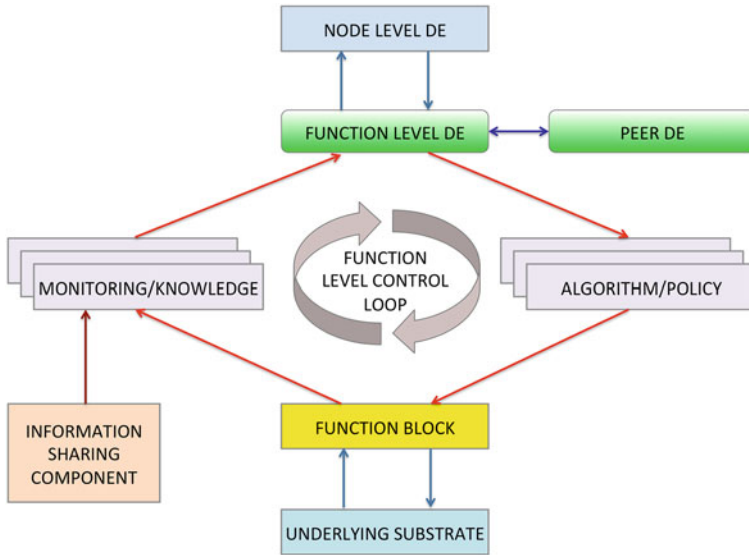 NODE LEVEL DE
FUNCTION LEVEL DE
PEER DE
MONITORING/KNOWLEDGE
FUNCTION
LEVEL CONTROL
LOOP
ALGORITHM/POLICY
INFORMATION
SHARING
COMPONENT
FUNCTION BLOCK
UNDERLYING SUBSTRATE